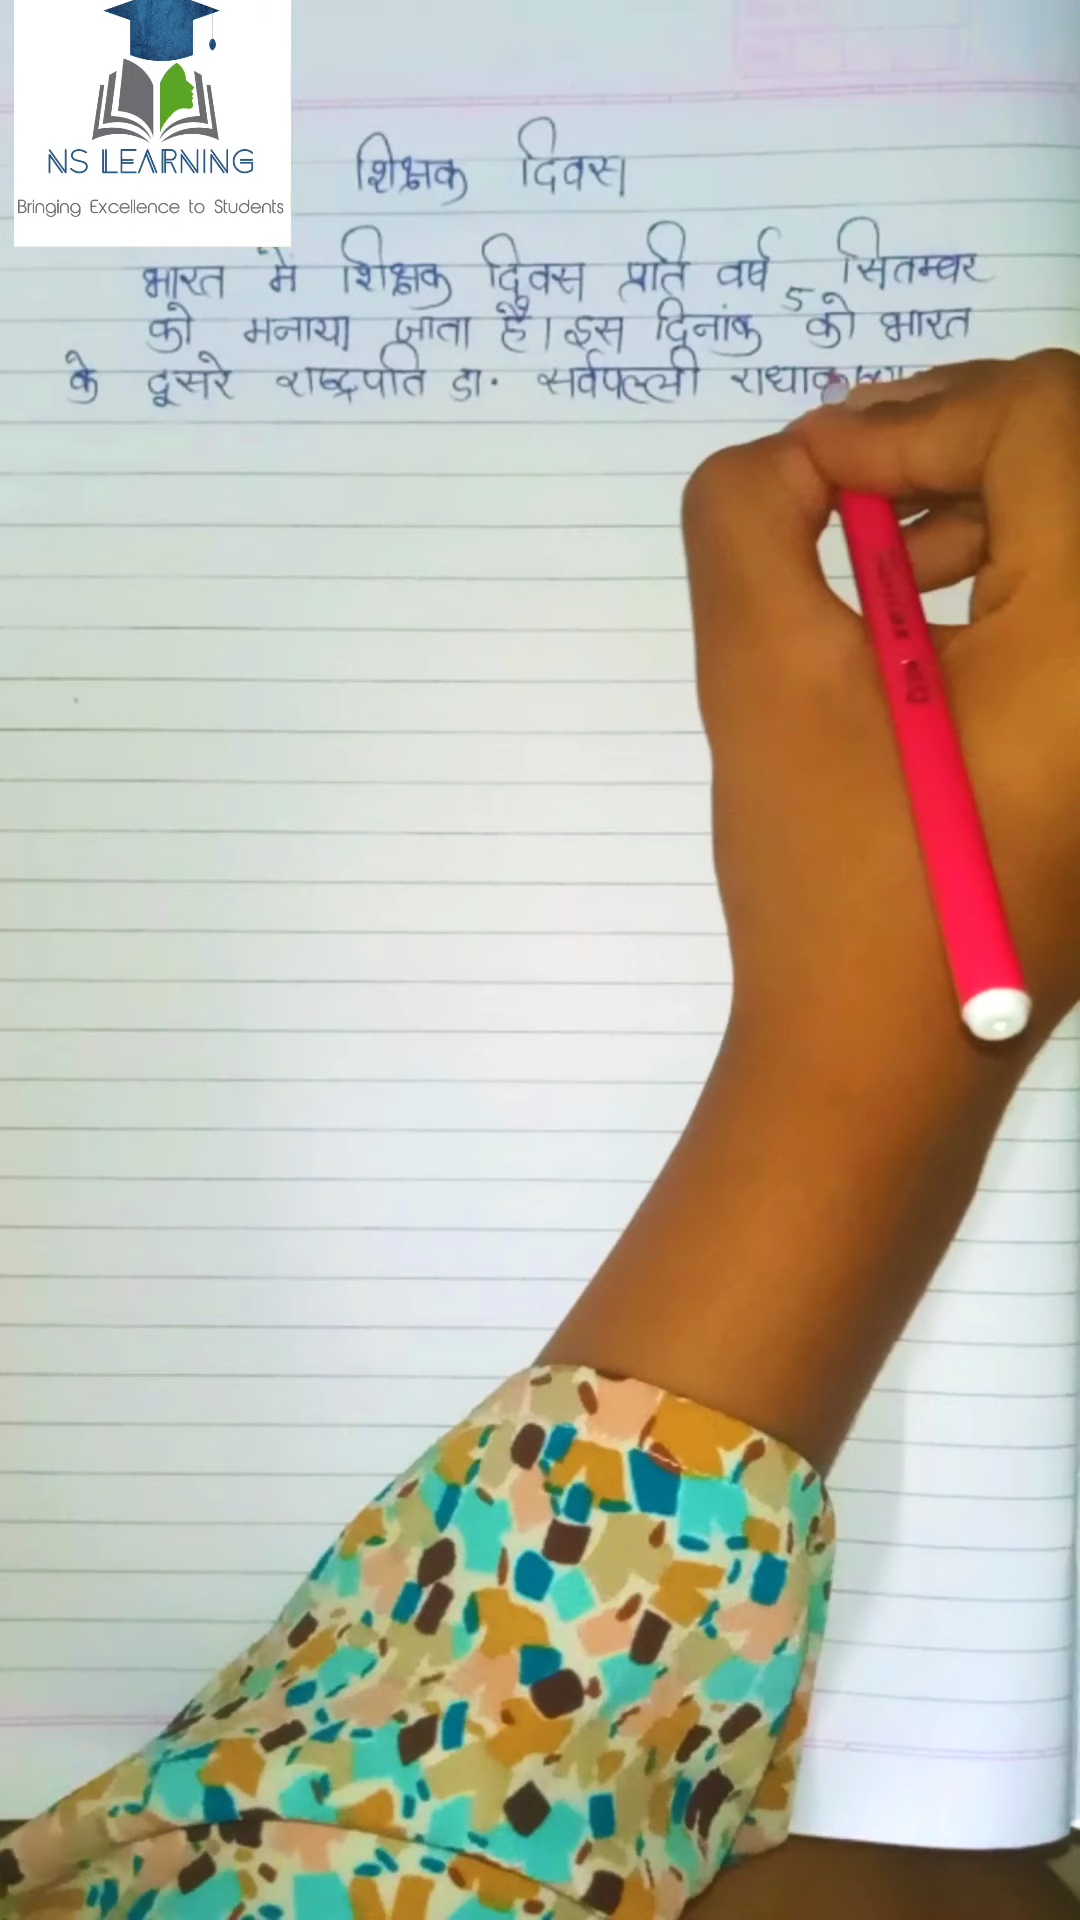 NS LEARNING
Bringing Excellence to Students
शिक्षक दिवस
भारत में शिक्षक दिवस प्रति वर्ष 5 सितम्बर
को मनाया जाता है। इस दिनांक को भारत
के दूसरे राष्ट्रपति डा. सर्वपल्ली